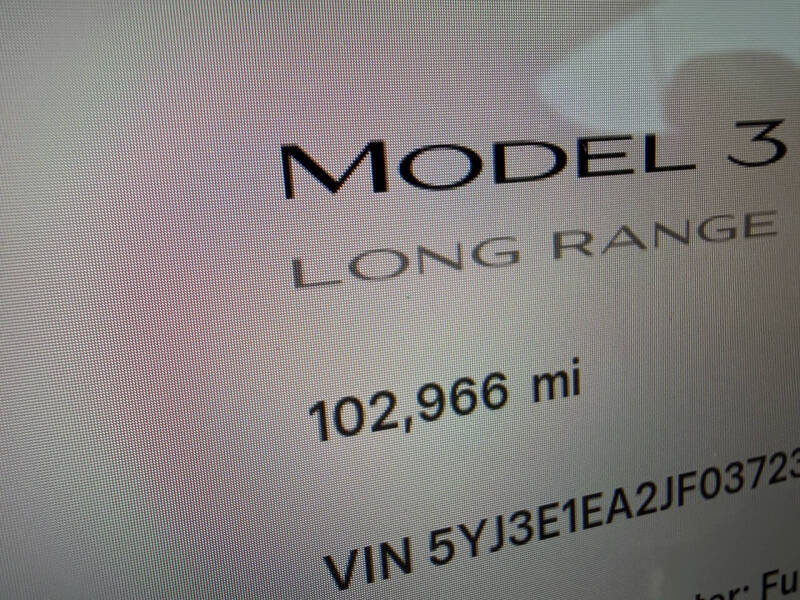 MODEL 3
LONG RANGE
102,966 mi
VIN 5YJ3E1EA2JF03723